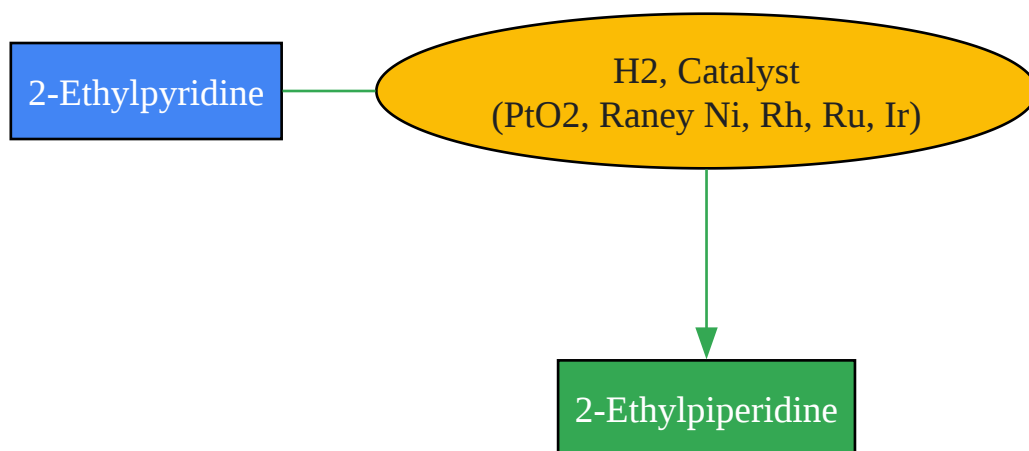 2-Ethylpyridine
H2, Catalyst
(PtO2, Raney Ni, Rh, Ru, Ir)
2-Ethylpiperidine